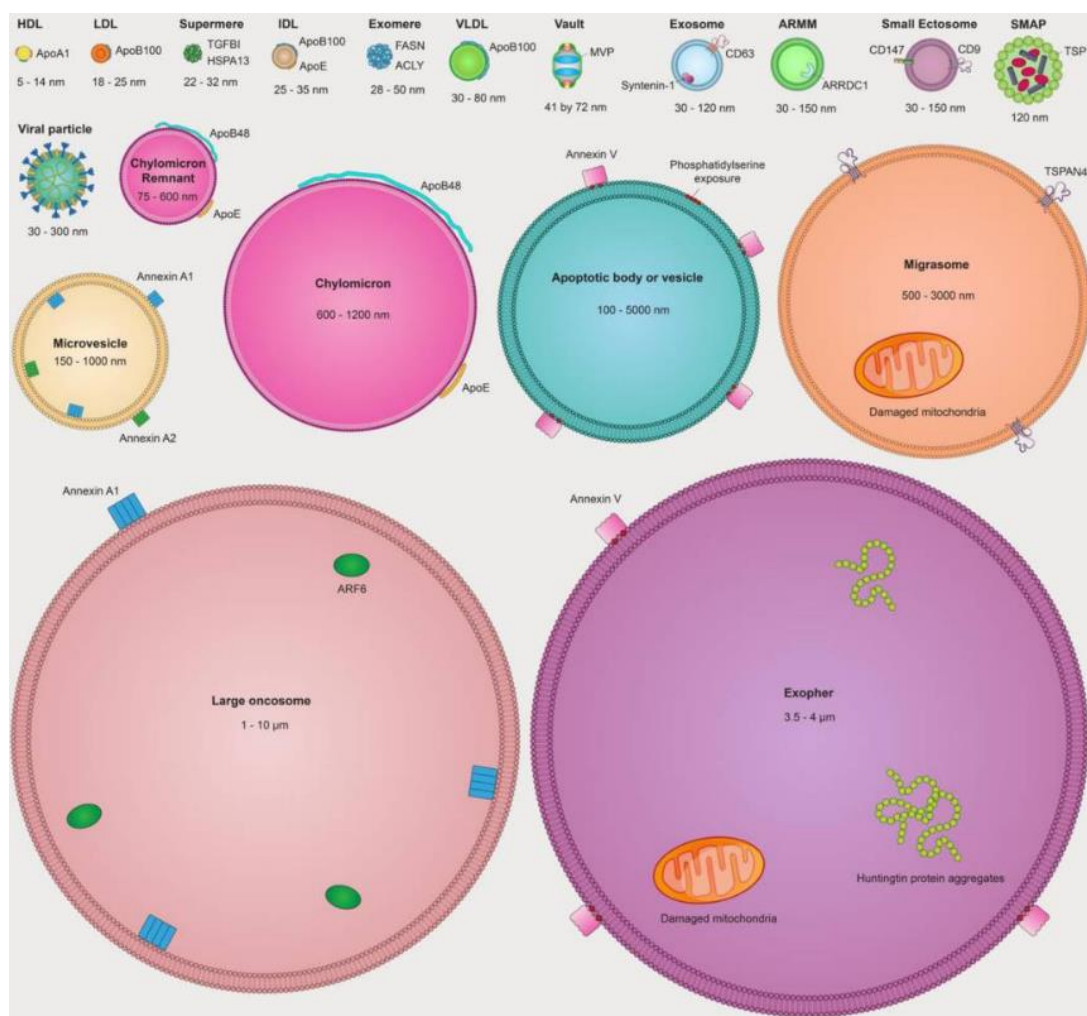 HDL
ApoA1
5 - 14 nm
LDL
ApoB100
18 - 25 nm
Supermere
TGFBI
HSPA13
22 - 32 nm
IDL
ApoB100
ApoE
25 - 35 nm
Exomere
FASN
ACLY
28 - 50 nm
VLDL
ApoB100
30 - 80 nm
Vault
MVP
41 by 72 nm
Exosome
CD63
Syntenin-1
30 - 120 nm
ARMM
ARRDC1
30 - 150 nm
Small Ectosome
CD147
CD9
30 - 150 nm
SMAP
TSP
120 nm
Viral particle
30 - 300 nm
ApoB48
Chylomicron
Remnant
75 - 600 nm
ApoE
ApoB48
Chylomicron
600 - 1200 nm
ApoE
Annexin V
Phosphatidylserine
exposure
Apoptotic body or vesicle
100 - 5000 nm
TSPAN4
Migrasome
500 - 3000 nm
Damaged mitochondria
Annexin A1
Microvesicle
150 - 1000 nm
Annexin A2
Annexin A1
ARF6
Large oncosome
1 - 10 µm
Annexin V
Exopher
3.5 - 4 µm
Huntingtin protein aggregates
Damaged mitochondria